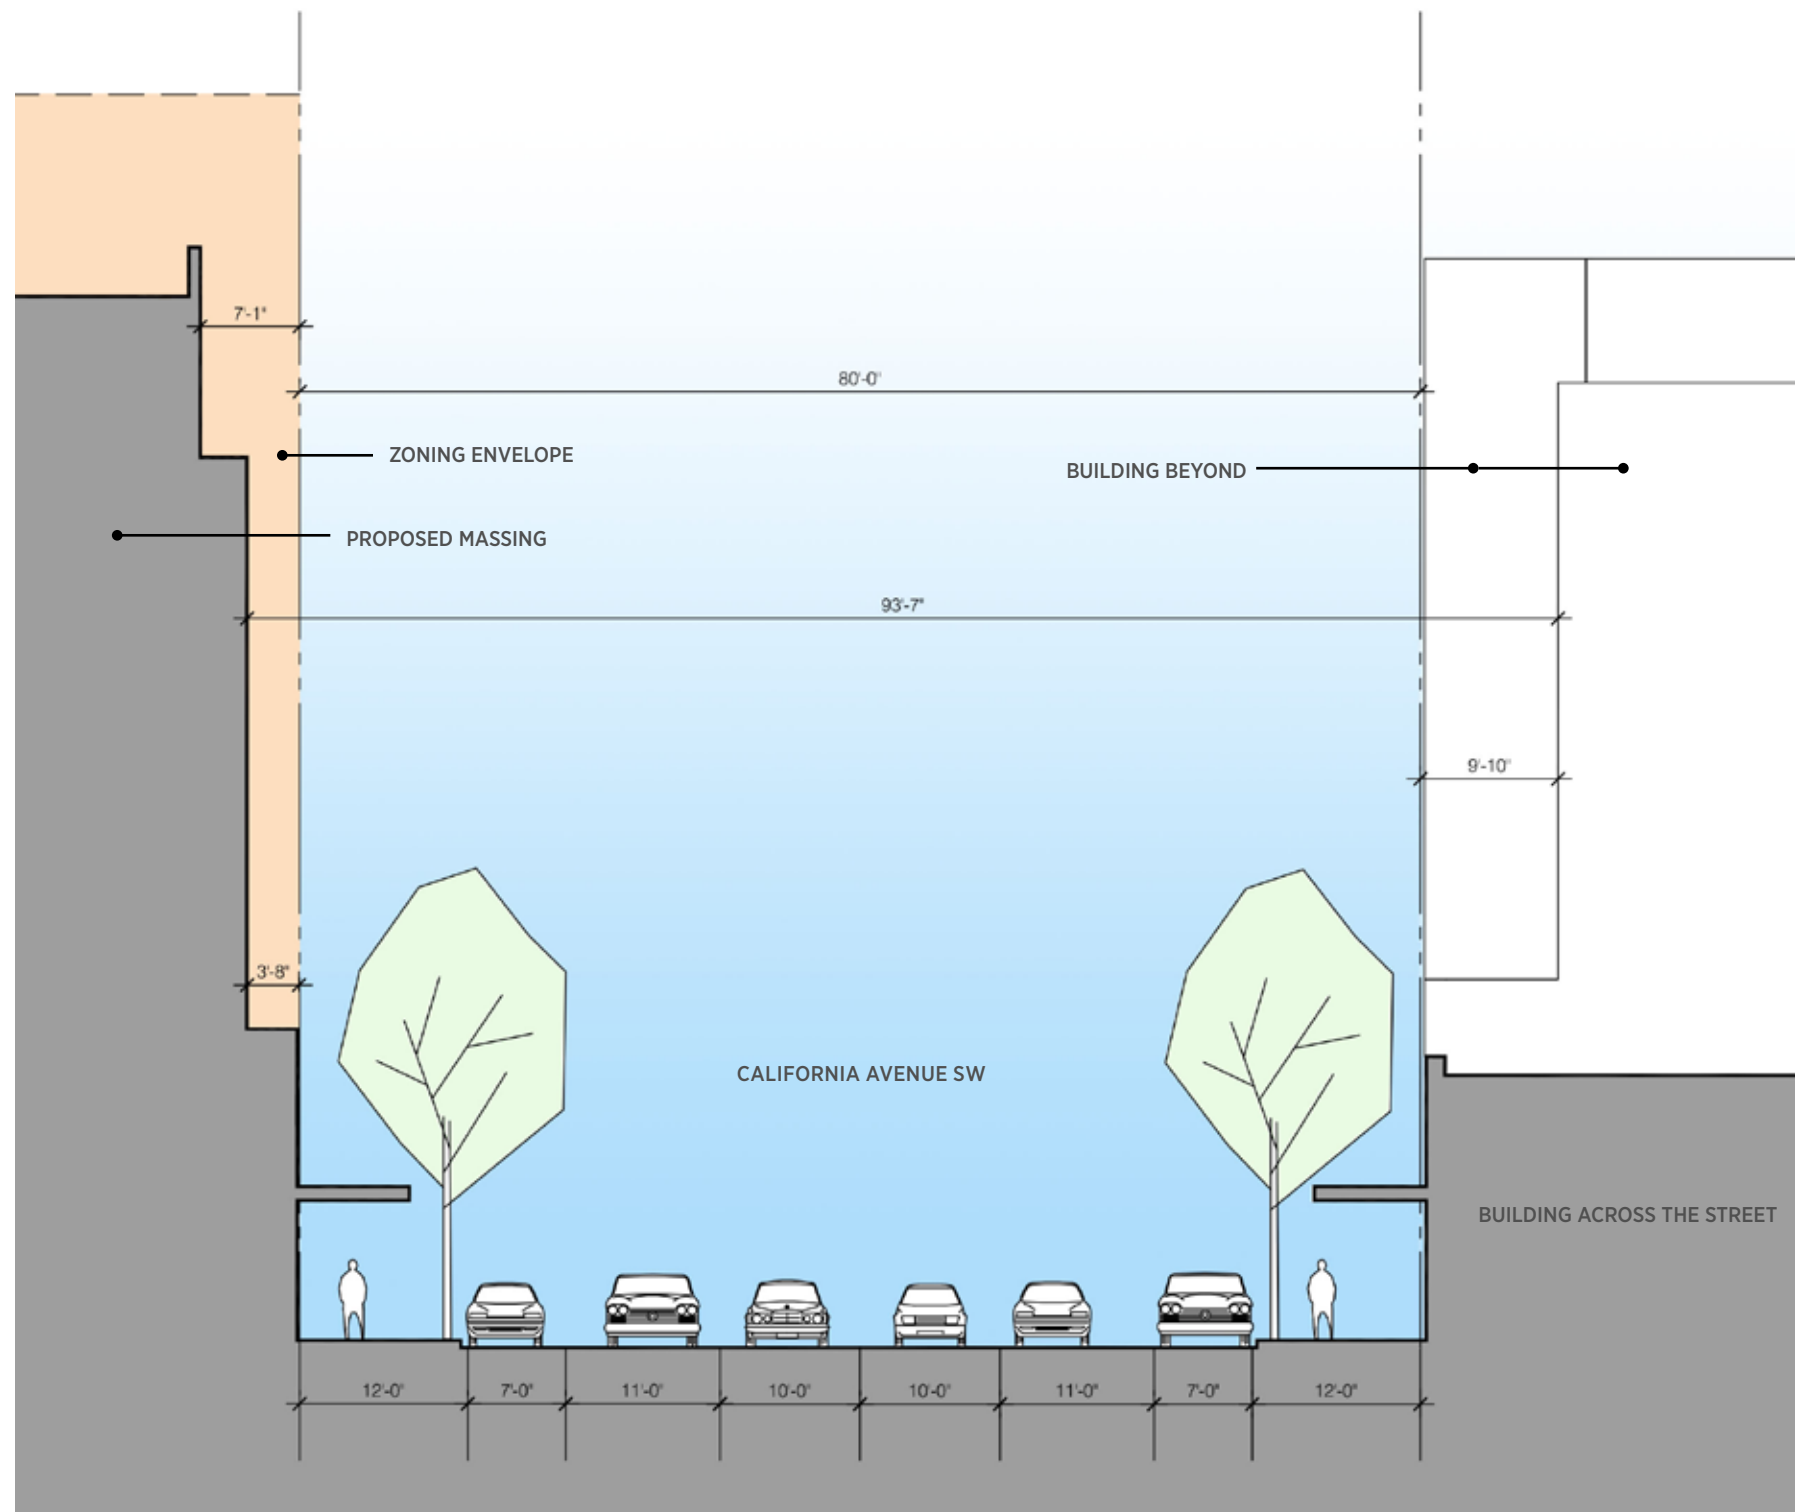 7'-1"
80'-0"
ZONING ENVELOPE
BUILDING BEYOND
PROPOSED MASSING
93'-7"
9'-10"
3'-8"
CALIFORNIA AVENUE SW
BUILDING ACROSS THE STREET
12'-0" 7'-0" 11'-0" 10'-0" 10'-0" 11'-0" 7'-0" 12'-0"